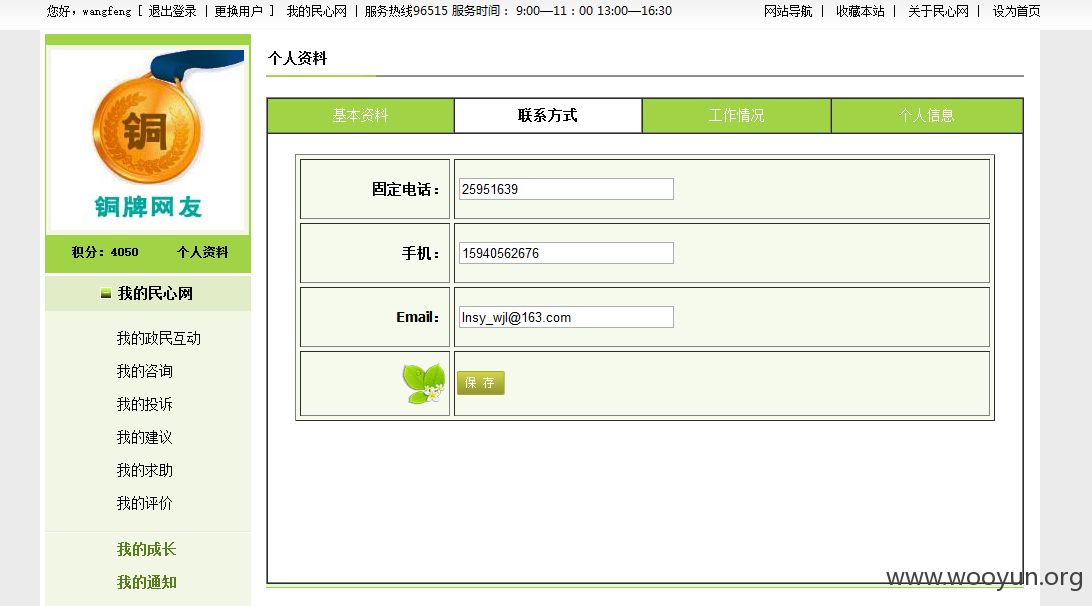 您好，wangfeng [ 退出登录 | 更换用户 ] 我的民心网 | 服务热线96515 服务时间： 9:00—11：00 13:00—16:30 网站导航 | 收藏本站 | 关于民心网 | 设为首页
铜
铜牌网友
积分：4050 个人资料
我的民心网
我的政民互动
我的咨询
我的投诉
我的建议
我的求助
我的评价
我的成长
我的通知
个人资料
基本资料 联系方式 工作情况 个人信息
固定电话： 25951639
手机： 15940562676
Email： lnsy_wjl@163.com
保 存
www.wooyun.org